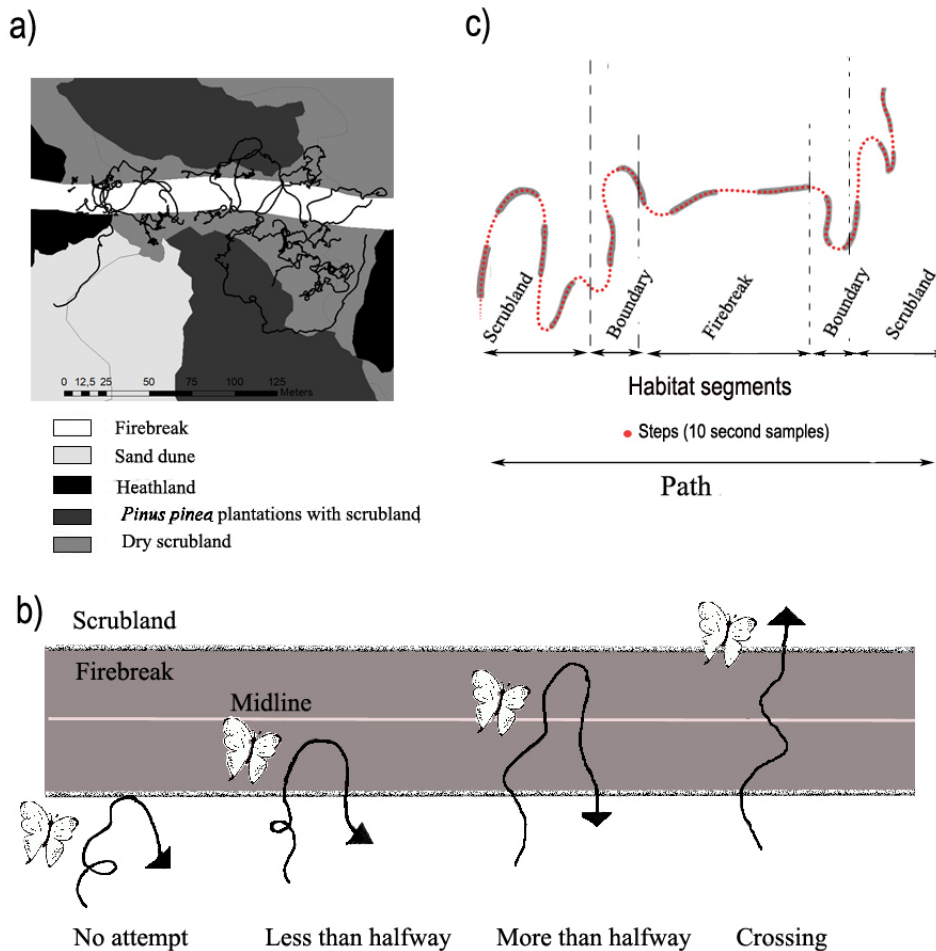 a)
0 12,5 25 50 75 100 125
Meters
Firebreak
Sand dune
Heathland
Pinus pinea plantations with scrubland
Dry scrubland
c)
Scrubland
Boundary
Firebreak
Boundary
Scrubland
Habitat segments
Steps (10 second samples)
Path
b)
Scrubland
Firebreak
Midline
No attempt Less than halfway More than halfway Crossing